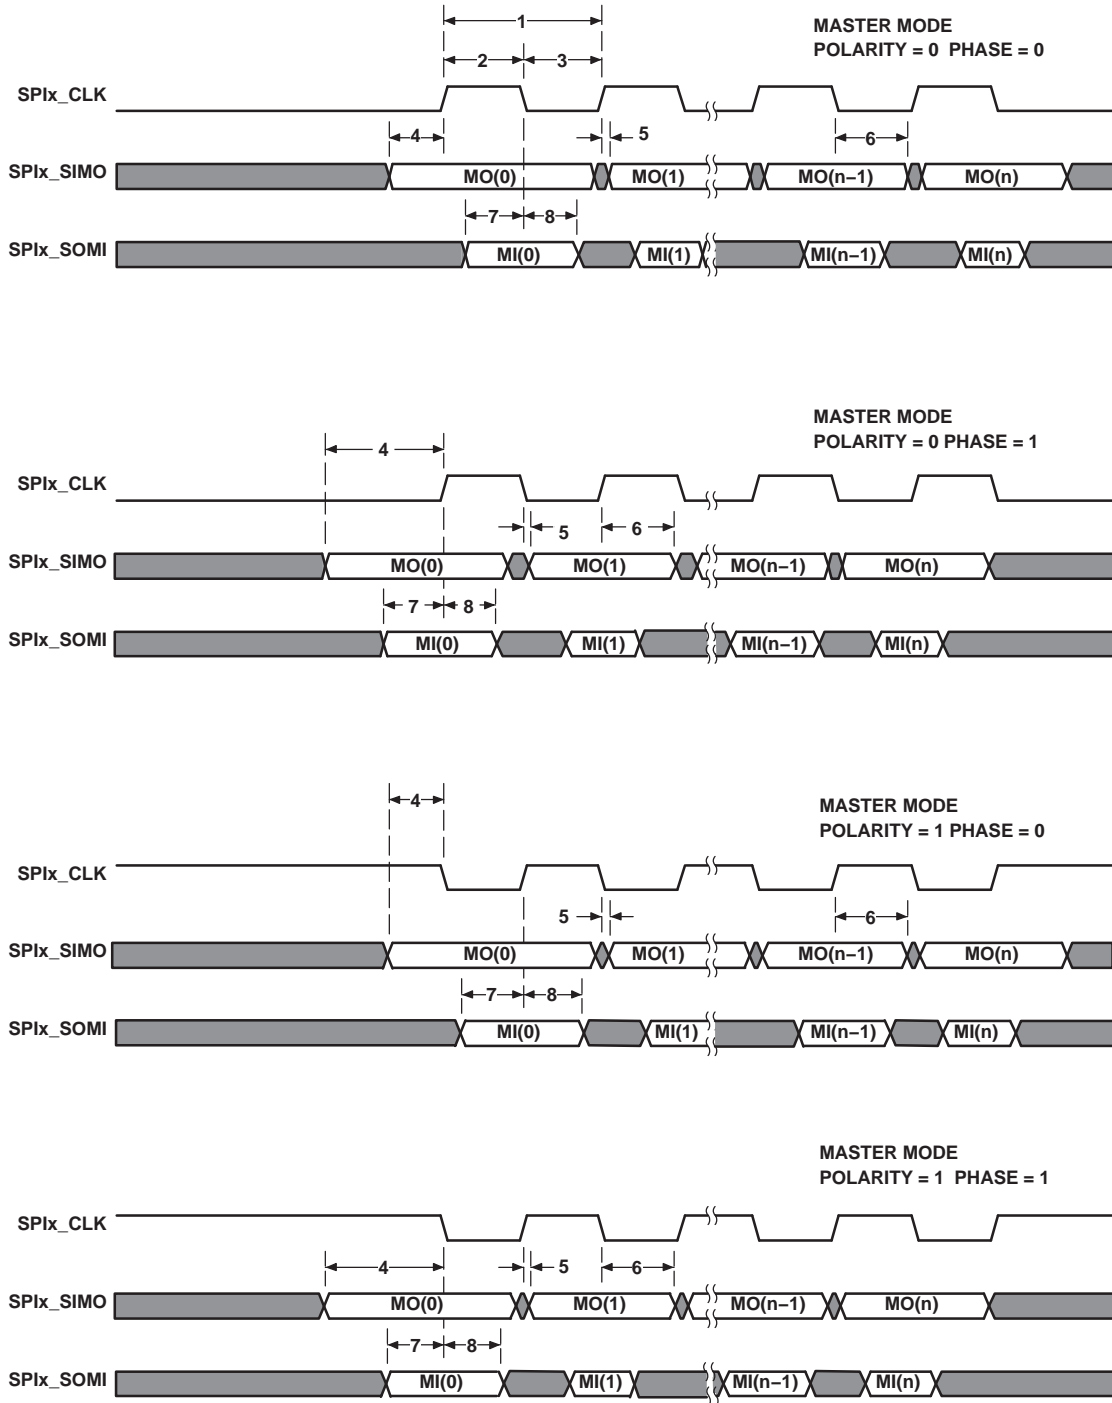 1
MASTER MODE
POLARITY = 0 PHASE = 0
2 3
SPIx_CLK
4 5 6
SPIx_SIMO MO(0) MO(1) MO(n−1) MO(n)
7 8
SPIx_SOMI MI(0) MI(1) MI(n−1) MI(n)
MASTER MODE
POLARITY = 0 PHASE = 1
4
SPIx_CLK
5 6
SPIx_SIMO MO(0) MO(1) MO(n−1) MO(n)
7 8
SPIx_SOMI MI(0) MI(1) MI(n−1) MI(n)
4
MASTER MODE
POLARITY = 1 PHASE = 0
SPIx_CLK
5 6
SPIx_SIMO MO(0) MO(1) MO(n−1) MO(n)
7 8
SPIx_SOMI MI(0) MI(1) MI(n−1) MI(n)
MASTER MODE
POLARITY = 1 PHASE = 1
SPIx_CLK
4 5 6
SPIx_SIMO MO(0) MO(1) MO(n−1) MO(n)
7 8
SPIx_SOMI MI(0) MI(1) MI(n−1) MI(n)